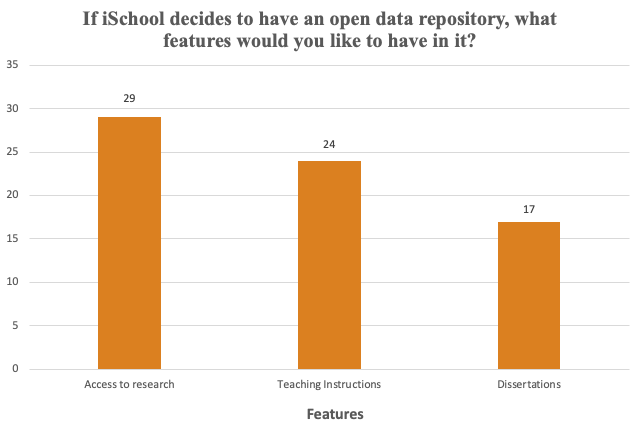 If iSchool decides to have an open data repository, what
features would you like to have in it?
35
30
25
20
15
10
5
0
29
24
17
Access to research
Teaching Instructions
Dissertations
Features